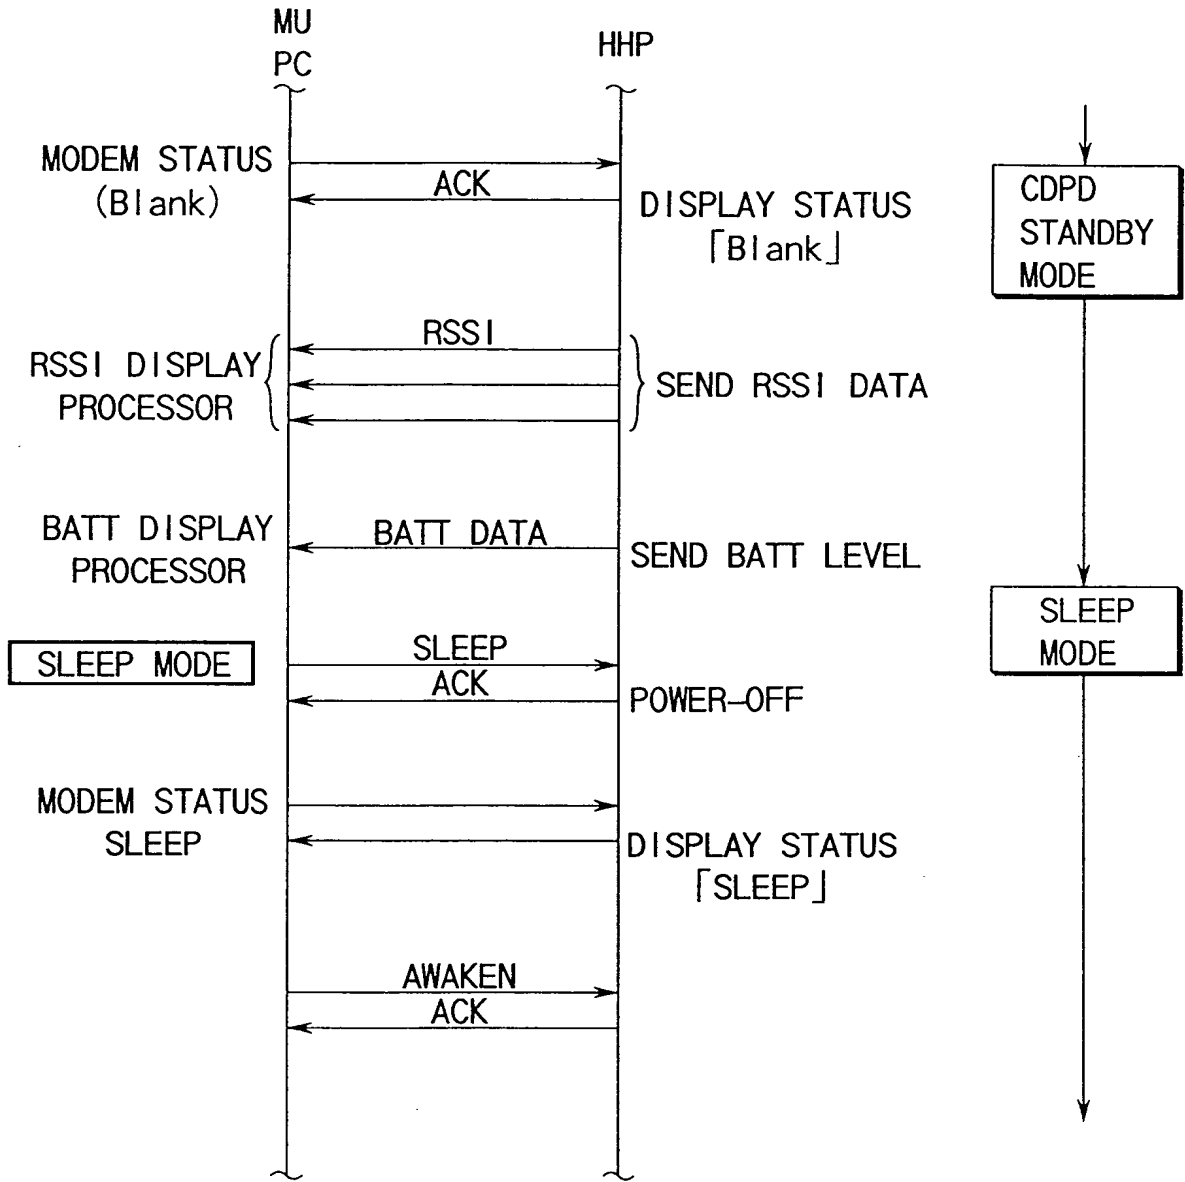 MU
PC
HHP
MODEM STATUS
(Blank)
ACK
DISPLAY STATUS
「Blank」
CDPD
STANDBY
MODE
RSSI
RSSI DISPLAY
PROCESSOR
SEND RSSI DATA
BATT DISPLAY
PROCESSOR
BATT DATA
SEND BATT LEVEL
SLEEP
MODE
SLEEP MODE
SLEEP
ACK
POWER-OFF
MODEM STATUS
SLEEP
DISPLAY STATUS
「SLEEP」
AWAKEN
ACK